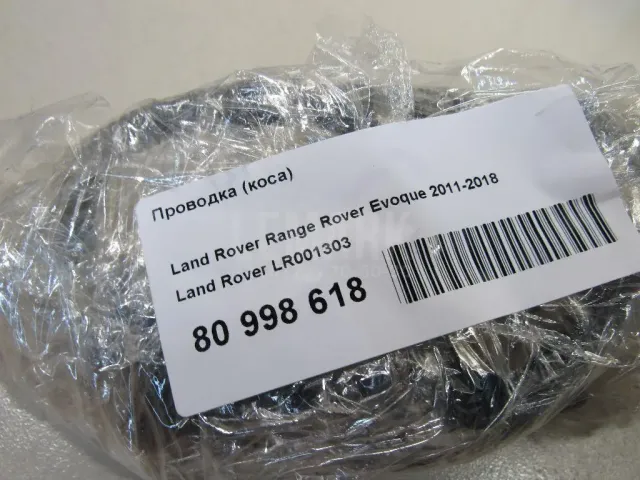 Проводка (коса)
Land Rover Range Rover Evoque 2011-2018
Land Rover LR001303
80 998 618